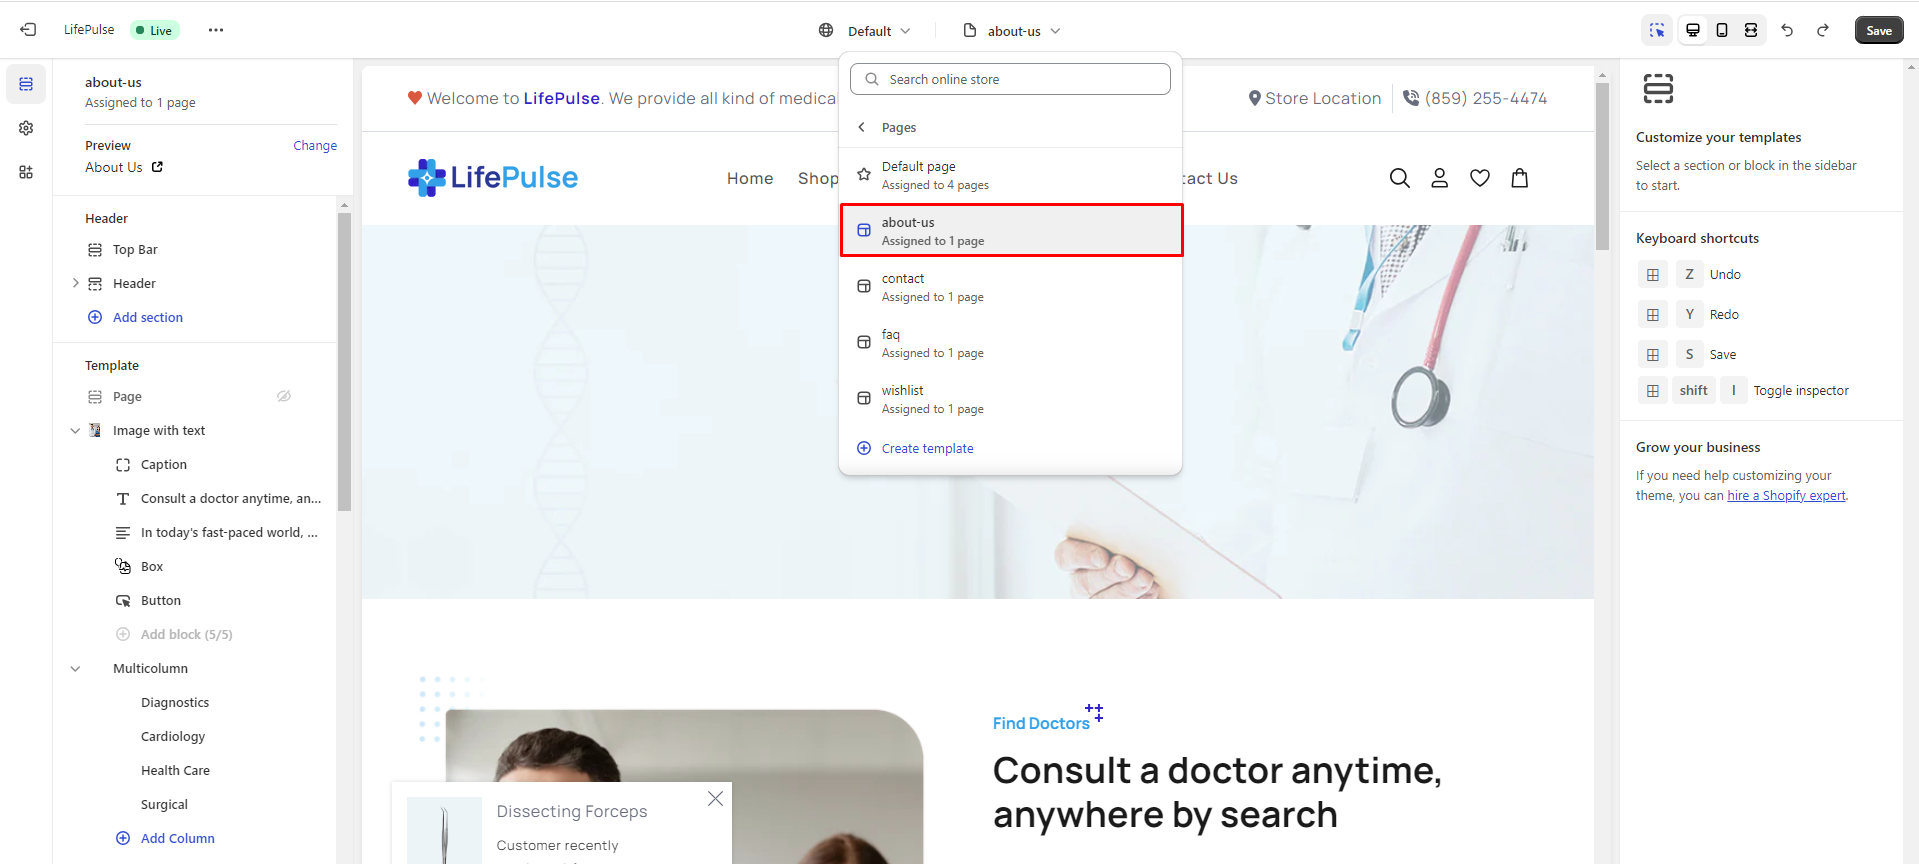 LifePulse
Live
Default
about-us
Save
about-us
Assigned to 1 page
Preview
Change
About Us
Header
Top Bar
Header
Add section
Template
Page
Image with text
Caption
Consult a doctor anytime, an...
In today's fast-paced world, ...
Box
Button
Add block (5/5)
Multicolumn
Diagnostics
Cardiology
Health Care
Surgical
Add Column
Welcome to LifePulse. We provide all kind of medica
Store Location
(859) 255-4474
LifePulse
Home
Shop
tact Us
Search online store
Pages
Default page
Assigned to 4 pages
about-us
Assigned to 1 page
contact
Assigned to 1 page
faq
Assigned to 1 page
wishlist
Assigned to 1 page
Create template
Find Doctors
Consult a doctor anytime,
anywhere by search
Dissecting Forceps
Customer recently
Customize your templates
Select a section or block in the sidebar
to start.
Keyboard shortcuts
Z Undo
Y Redo
S Save
shift I Toggle inspector
Grow your business
If you need help customizing your
theme, you can hire a Shopify expert.